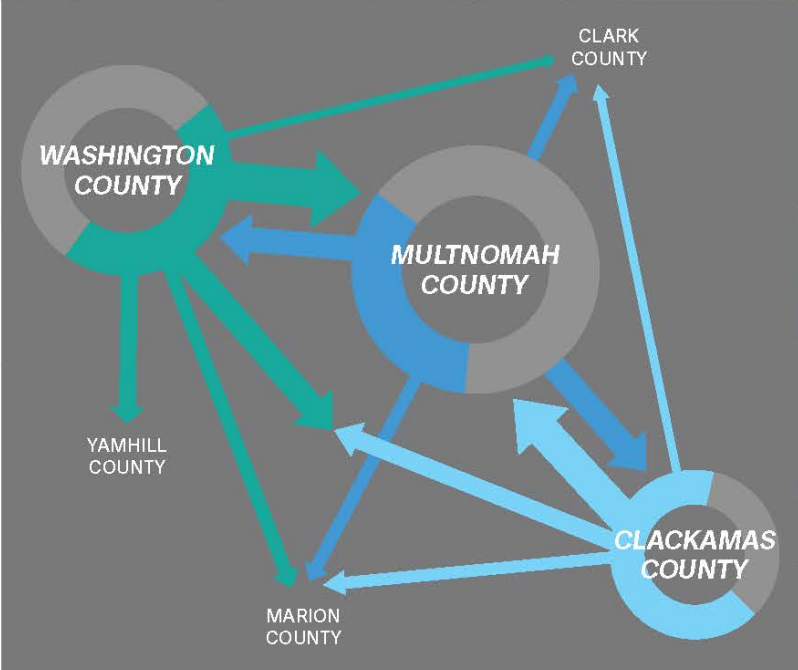 CLARK
COUNTY
WASHINGTON
COUNTY
MULTNOMAH
COUNTY
YAMHILL
COUNTY
CLACKAMAS
COUNTY
MARION
COUNTY